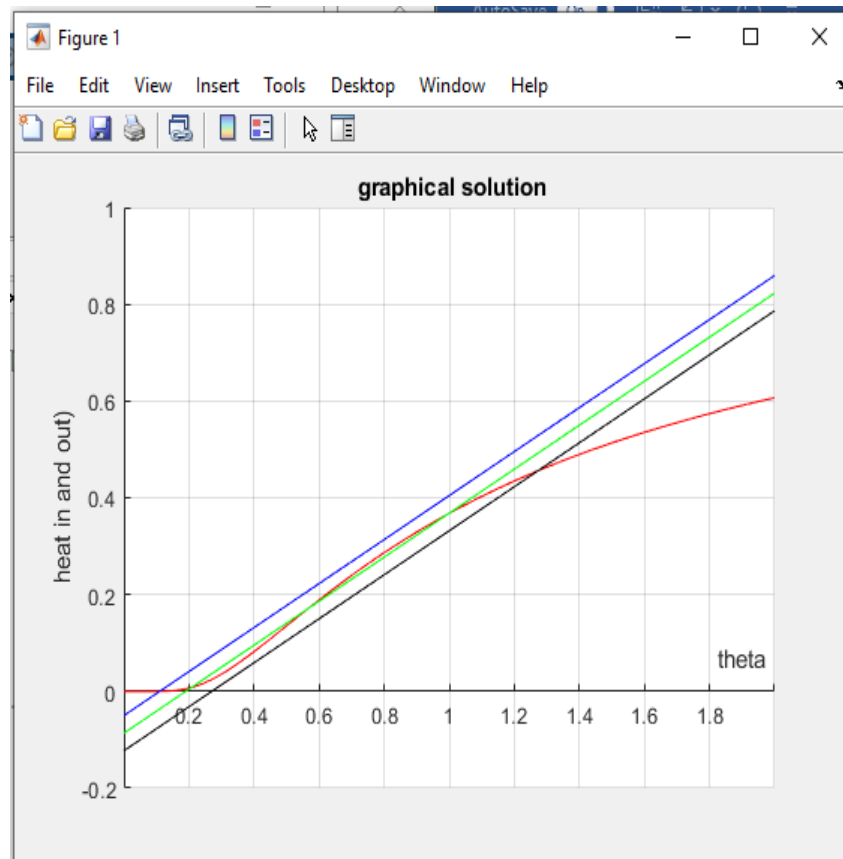 AutoSave On
Figure 1
File Edit View Insert Tools Desktop Window Help
graphical solution
1
0.8
0.6
0.4
0.2
0
-0.2
heat in and out)
theta
0.2 0.4 0.6 0.8 1 1.2 1.4 1.6 1.8